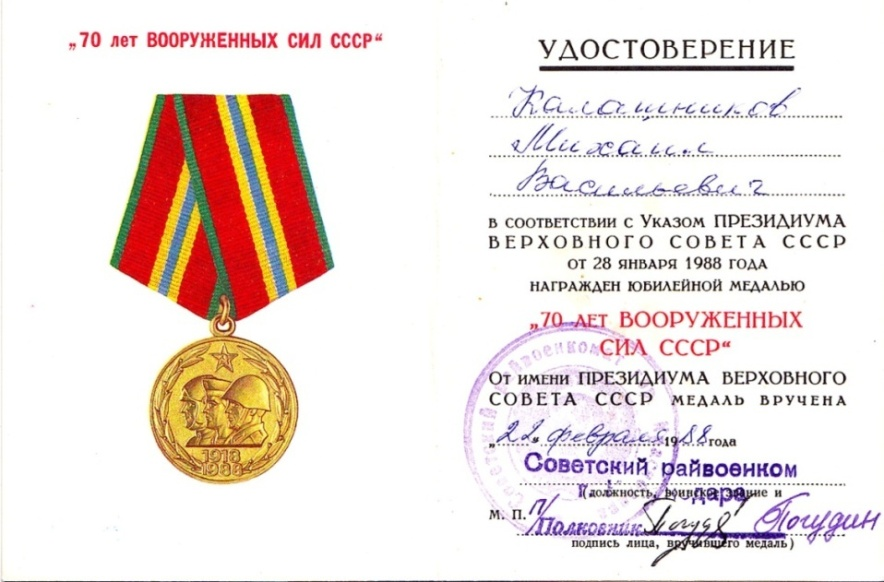 „70 лет ВООРУЖЕННЫХ СИЛ СССР“
1918
1988
УДОСТОВЕРЕНИЕ
Калашников
Михаил
Васильевич
В СООТВЕТСТВИИ С УКАЗОМ ПРЕЗИДИУМА
ВЕРХОВНОГО СОВЕТА СССР
ОТ 28 ЯНВАРЯ 1988 ГОДА
НАГРАЖДЕН ЮБИЛЕЙНОЙ МЕДАЛЬЮ
„70 ЛЕТ ВООРУЖЕННЫХ
СИЛ СССР“
ОТ ИМЕНИ ПРЕЗИДИУМА ВЕРХОВНОГО
СОВЕТА СССР МЕДАЛЬ ВРУЧЕНА
„22“ февраля 1988 года
Советский райвоенком
(должность, воинское звание и
М. П. П/Полковник Погудин
подпись лица, вручившего медаль)